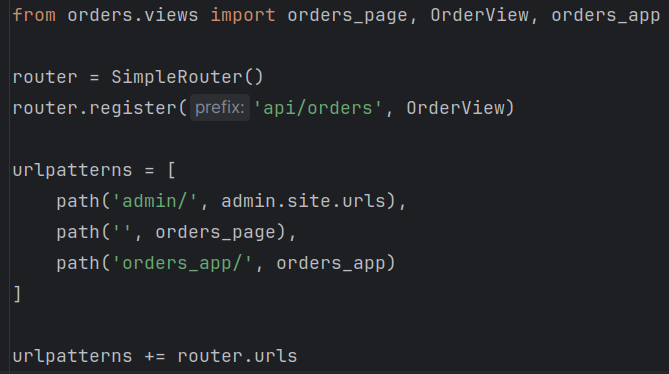 from orders.views import orders_page, OrderView, orders_app
router = SimpleRouter()
router.register(prefix: 'api/orders', OrderView)
urlpatterns = [
    path('admin/', admin.site.urls),
    path('', orders_page),
    path('orders_app/', orders_app)
]
urlpatterns += router.urls